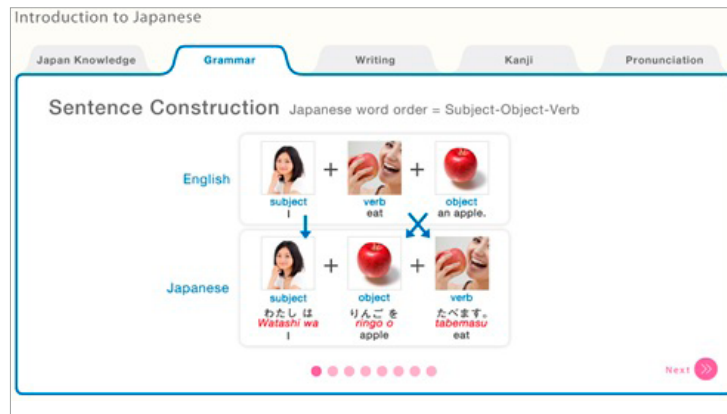 Introduction to Japanese
Japan Knowledge
Grammar
Writing
Kanji
Pronunciation
Sentence Construction Japanese word order = Subject-Object-Verb
English
subject
verb
object
I
eat
an apple.
Japanese
subject
object
verb
わたし は
りんご を
たべます。
Watashi wa
ringo o
tabemasu
I
apple
eat
Next